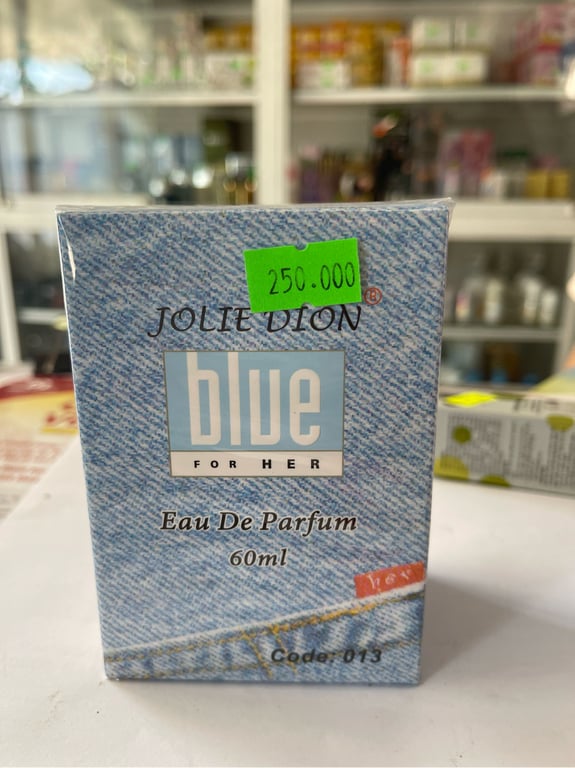 250.000
JOLIE DION®
blue
FOR HER
Eau De Parfum
60ml
Code: 013